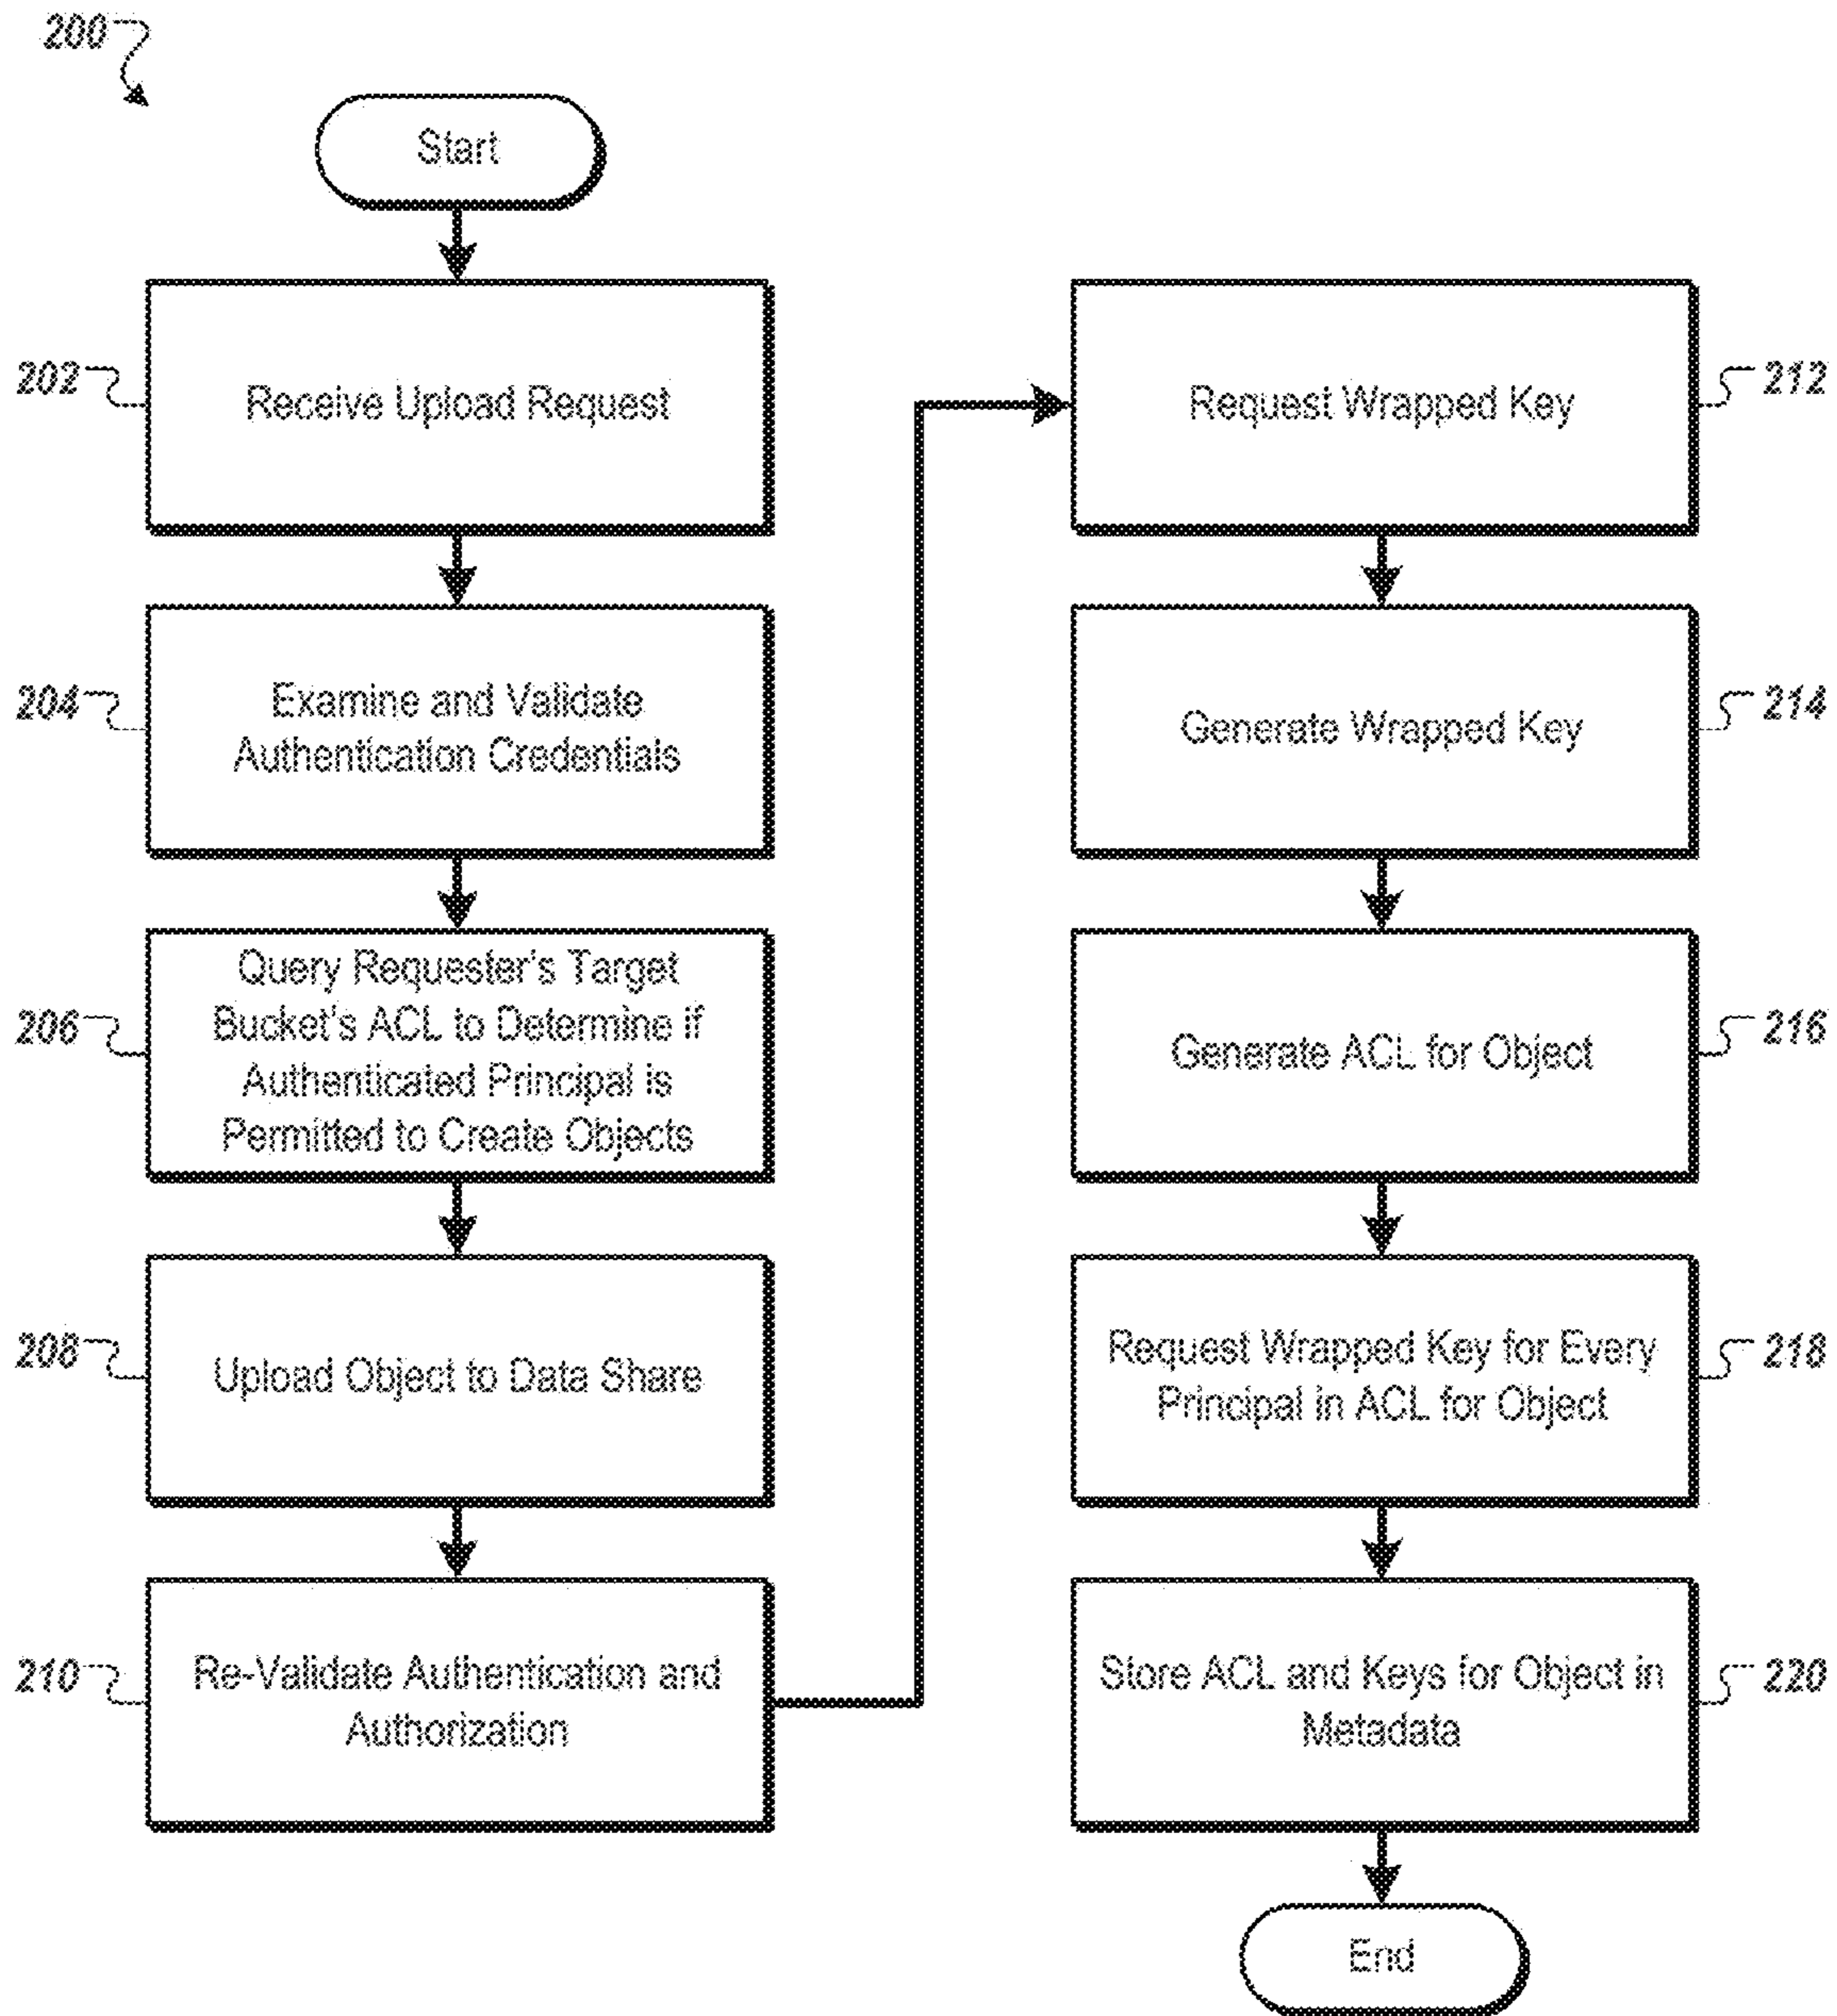 200
Start
202
Receive Upload Request
204
Examine and Validate
Authentication Credentials
206
Query Requester's Target
Bucket's ACL to Determine if
Authenticated Principal is
Permitted to Create Objects
208
Upload Object to Data Share
210
Re-Validate Authentication and
Authorization
212
Request Wrapped Key
214
Generate Wrapped Key
216
Generate ACL for Object
218
Request Wrapped Key for Every
Principal in ACL for Object
220
Store ACL and Keys for Object in
Metadata
End